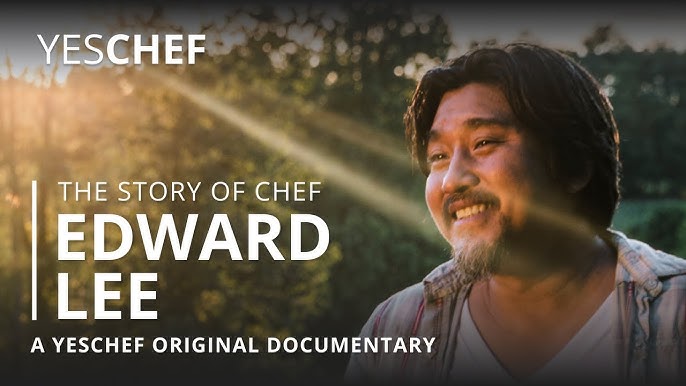 YESCHEF
THE STORY OF CHEF
EDWARD
LEE
A YESCHEF ORIGINAL DOCUMENTARY